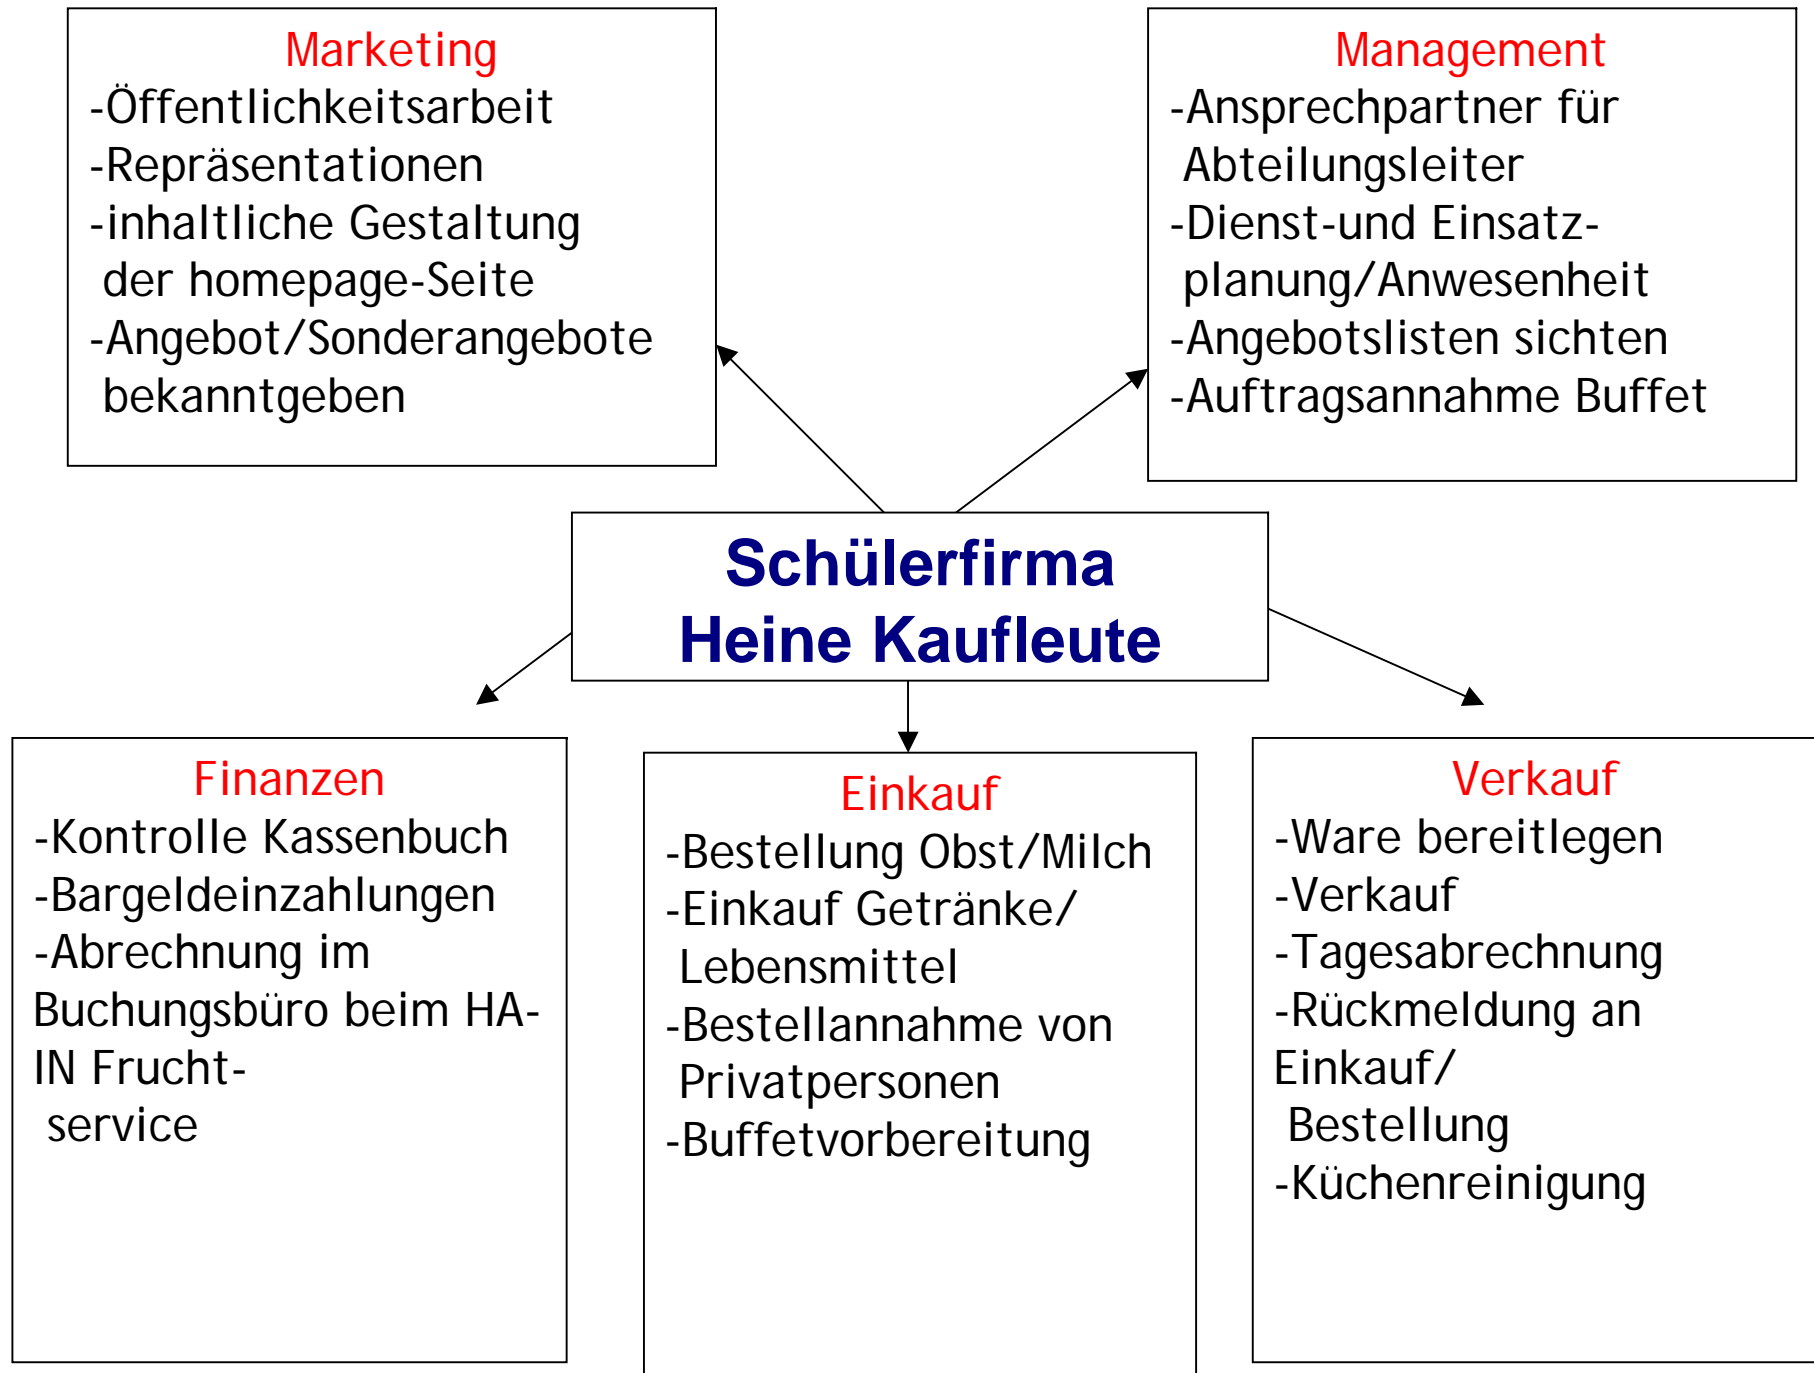 Marketing
-Öffentlichkeitsarbeit
-Repräsentationen
-inhaltliche Gestaltung
der homepage-Seite
-Angebot/Sonderangebote
bekanntgeben
Management
-Ansprechpartner für
Abteilungsleiter
-Dienst-und Einsatz-
planung/Anwesenheit
-Angebotslisten sichten
-Auftragsannahme Buffet
Schülerfirma
Heine Kaufleute
Finanzen
-Kontrolle Kassenbuch
-Bargeldeinzahlungen
-Abrechnung im
Buchungsbüro beim HA-
IN Frucht-
service
Einkauf
-Bestellung Obst/Milch
-Einkauf Getränke/
Lebensmittel
-Bestellannahme von
Privatpersonen
-Buffetvorbereitung
Verkauf
-Ware bereitlegen
-Verkauf
-Tagesabrechnung
-Rückmeldung an
Einkauf/
Bestellung
-Küchenreinigung